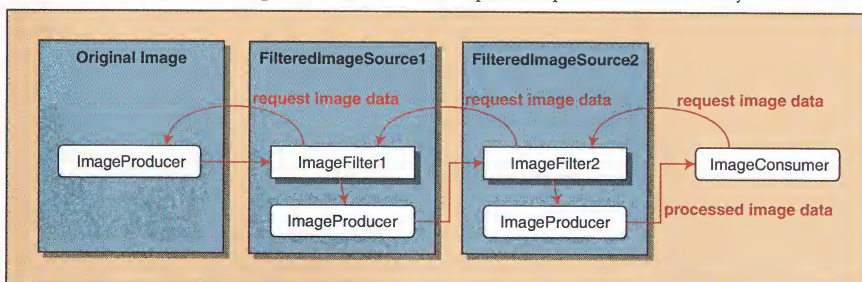 Original Image
FilteredImageSource1
FilteredImageSource2
request image data
request image data
request image data
ImageProducer
ImageFilter1
ImageFilter2
ImageConsumer
ImageProducer
ImageProducer
processed image data